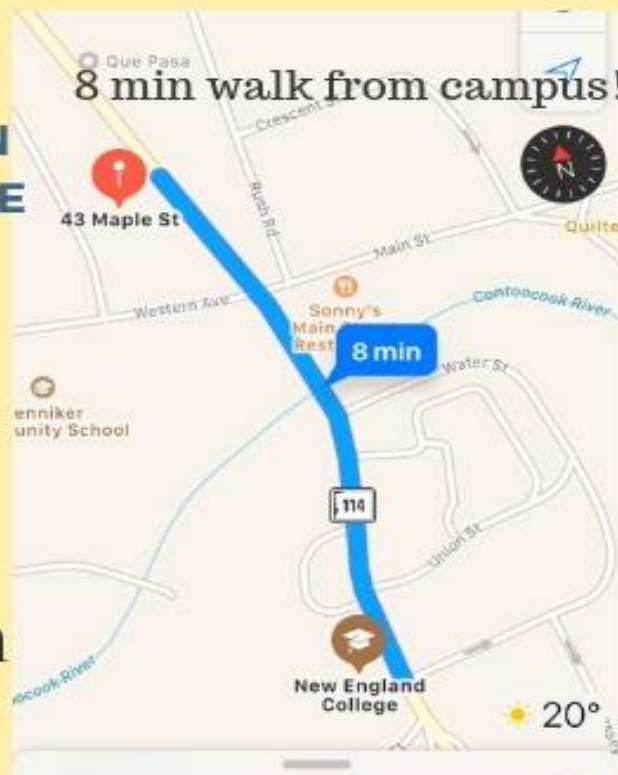 Que Pasa
8 min walk from campus!
Crescent
N
E
43 Maple St
Rush Rd
Quilte
Main St
Western Ave
Contoocook River
Sonny's
Main
Rest
8 min
Water St
enniker
unity School
114
Union St
New England
College
oocook River
20°